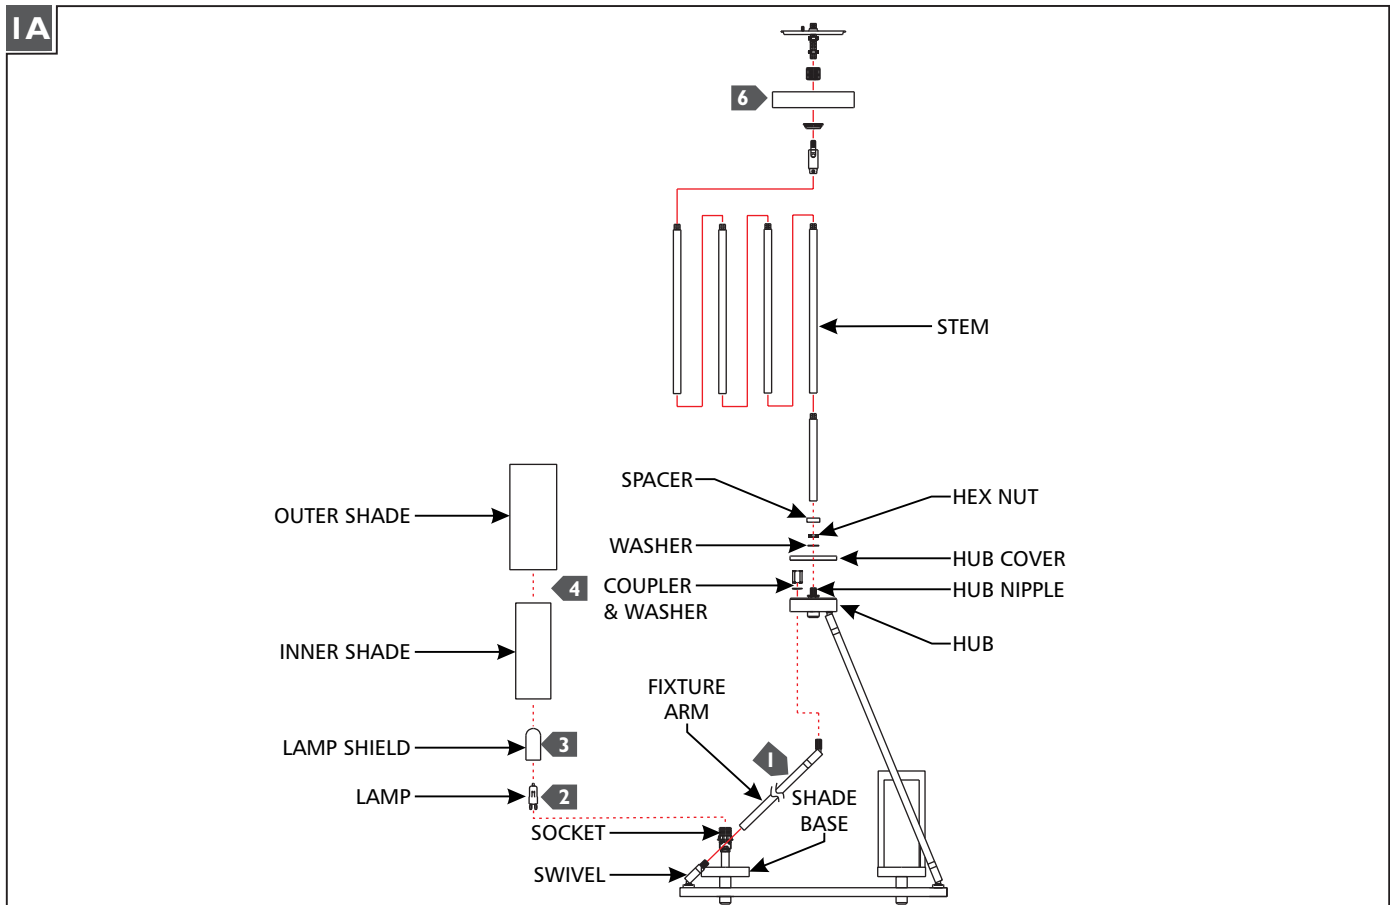 1A
6
STEM
SPACER
HEX NUT
OUTER SHADE
WASHER
HUB COVER
4
COUPLER
& WASHER
HUB NIPPLE
HUB
INNER SHADE
FIXTURE
ARM
LAMP SHIELD
3
1
LAMP
2
SHADE
BASE
SOCKET
SWIVEL